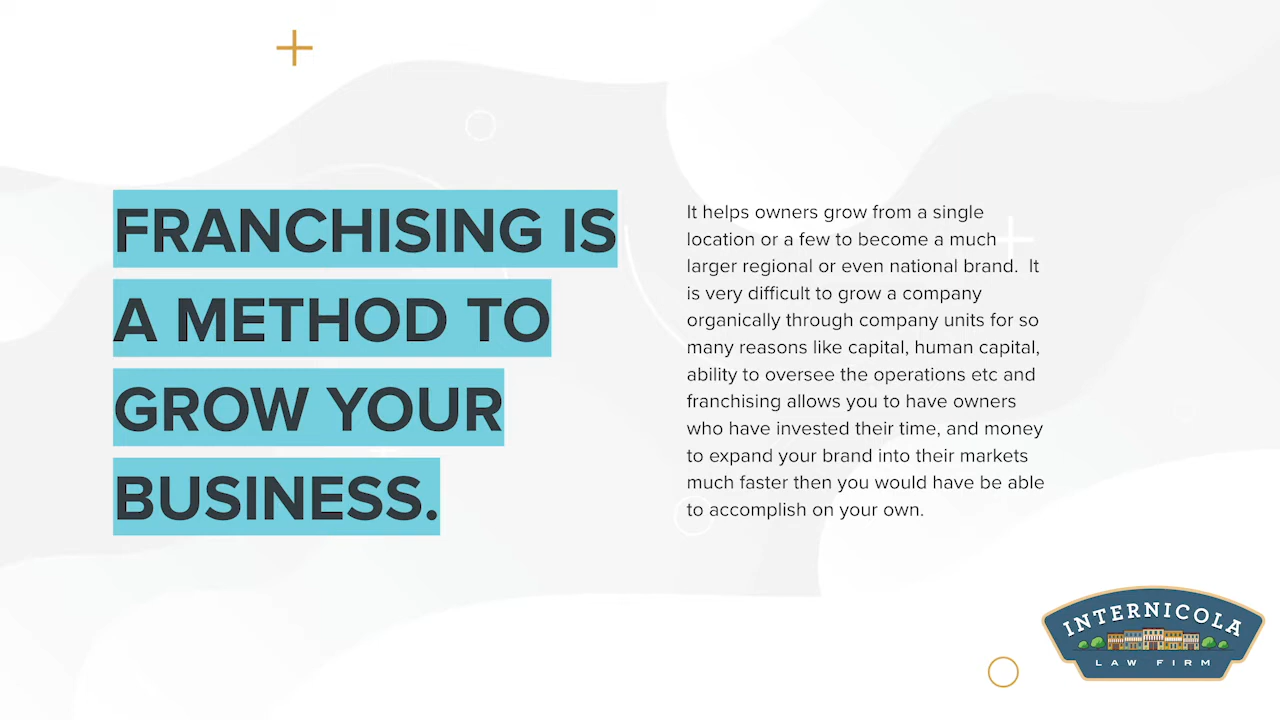 FRANCHISING IS
A METHOD TO
GROW YOUR
BUSINESS.
It helps owners grow from a single
location or a few to become a much
larger regional or even national brand.  It
is very difficult to grow a company
organically through company units for so
many reasons like capital, human capital,
ability to oversee the operations etc and
franchising allows you to have owners
who have invested their time, and money
to expand your brand into their markets
much faster then you would have be able
to accomplish on your own.
INTERNICOLA
LAW FIRM